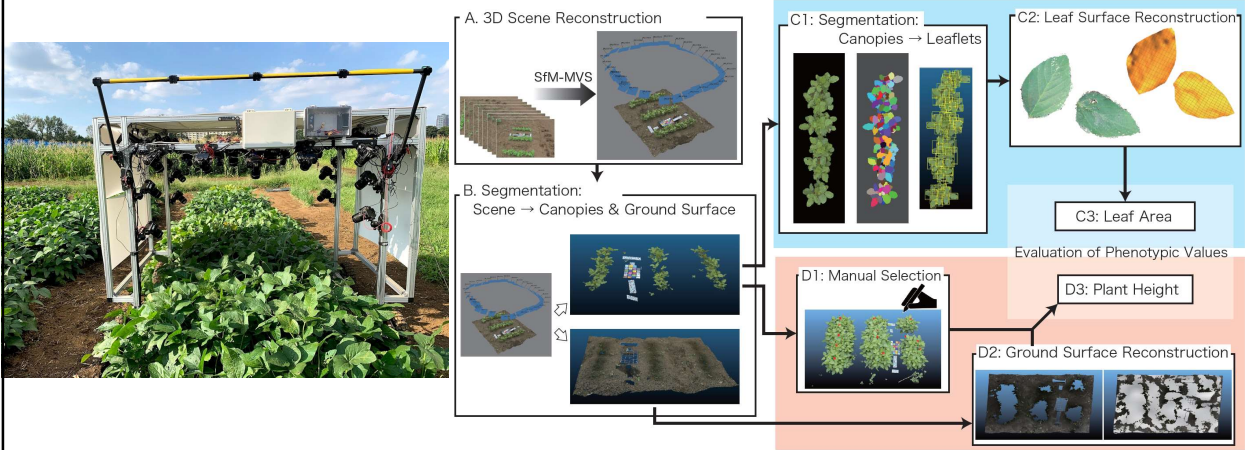 A. 3D Scene Reconstruction
SfM-MVS
B. Segmentation:
Scene → Canopies & Ground Surface
C1: Segmentation:
Canopies → Leaflets
C2: Leaf Surface Reconstruction
C3: Leaf Area
Evaluation of Phenotypic Values
D1: Manual Selection
D3: Plant Height
D2: Ground Surface Reconstruction